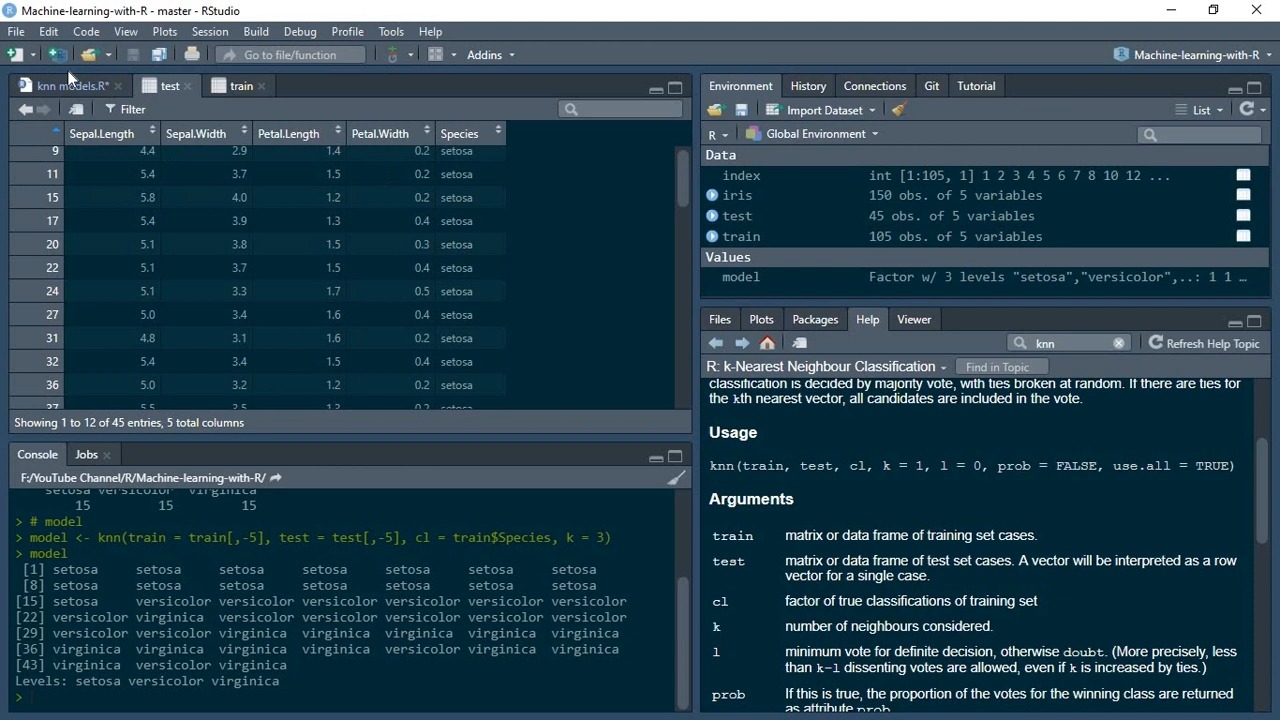 Machine-learning-with-R - master - RStudio
File Edit Code View Plots Session Build Debug Profile Tools Help
Go to file/function Addins Machine-learning-with-R
knn models.R* test train
Filter
Sepal.Length Sepal.Width Petal.Length Petal.Width Species
9 4.4 2.9 1.4 0.2 setosa
11 5.4 3.7 1.5 0.2 setosa
15 5.8 4.0 1.2 0.2 setosa
17 5.4 3.9 1.3 0.4 setosa
20 5.1 3.8 1.5 0.3 setosa
22 5.1 3.7 1.5 0.4 setosa
24 5.1 3.3 1.7 0.5 setosa
27 5.0 3.4 1.6 0.4 setosa
31 4.8 3.1 1.6 0.2 setosa
32 5.4 3.4 1.5 0.4 setosa
36 5.0 3.2 1.2 0.2 setosa
37 5.5 3.5 1.3 0.2 setosa
Showing 1 to 12 of 45 entries, 5 total columns
Console Jobs
F:/YouTube Channel/R/Machine-learning-with-R/
setosa versicolor virginica
15 15 15
> # model
> model <- knn(train = train[,-5], test = test[,-5], cl = train$Species, k = 3)
> model
[1] setosa setosa setosa setosa setosa setosa setosa
[8] setosa setosa setosa setosa setosa setosa setosa
[15] setosa versicolor versicolor versicolor versicolor versicolor versicolor
[22] versicolor virginica versicolor versicolor versicolor versicolor versicolor
[29] versicolor versicolor virginica virginica virginica virginica virginica
[36] virginica virginica virginica virginica versicolor virginica virginica
[43] virginica versicolor virginica
Levels: setosa versicolor virginica
>
Environment History Connections Git Tutorial
Import Dataset List
R Global Environment
Data
index int [1:105, 1] 1 2 3 4 5 6 7 8 10 12 ...
iris 150 obs. of 5 variables
test 45 obs. of 5 variables
train 105 obs. of 5 variables
Values
model Factor w/ 3 levels "setosa","versicolor",..: 1 1 …
Files Plots Packages Help Viewer
knn Refresh Help Topic
R: k-Nearest Neighbour Classification Find in Topic
classification is decided by majority vote, with ties broken at random. If there are ties for
the kth nearest vector, all candidates are included in the vote.
Usage
knn(train, test, cl, k = 1, l = 0, prob = FALSE, use.all = TRUE)
Arguments
train matrix or data frame of training set cases.
test matrix or data frame of test set cases. A vector will be interpreted as a row
vector for a single case.
cl factor of true classifications of training set
k number of neighbours considered.
l minimum vote for definite decision, otherwise doubt. (More precisely, less
than k-l dissenting votes are allowed, even if k is increased by ties.)
prob If this is true, the proportion of the votes for the winning class are returned
as attribute prob.